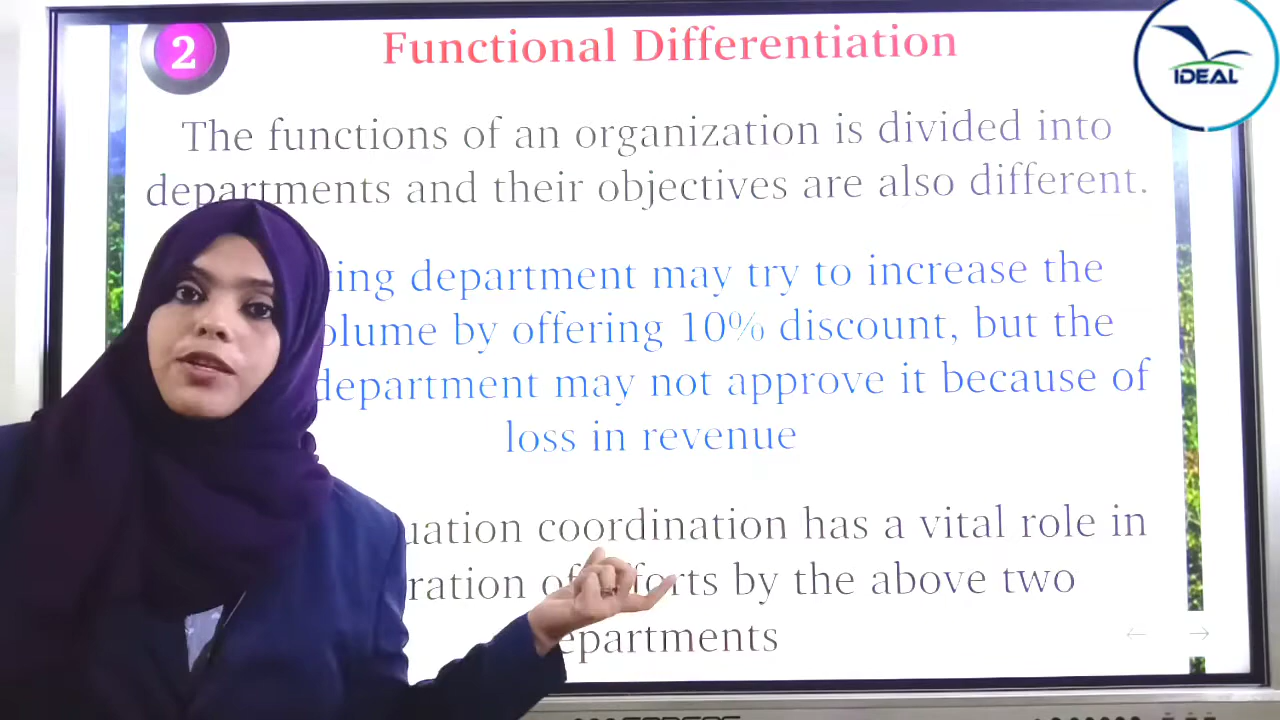 2
Functional Differentiation
IDEAL
The functions of an organization is divided into
departments and their objectives are also different.
department may try to increase the
by offering 10% discount, but the
department may not approve it because of
loss in revenue
coordination has a vital role in
by the above two